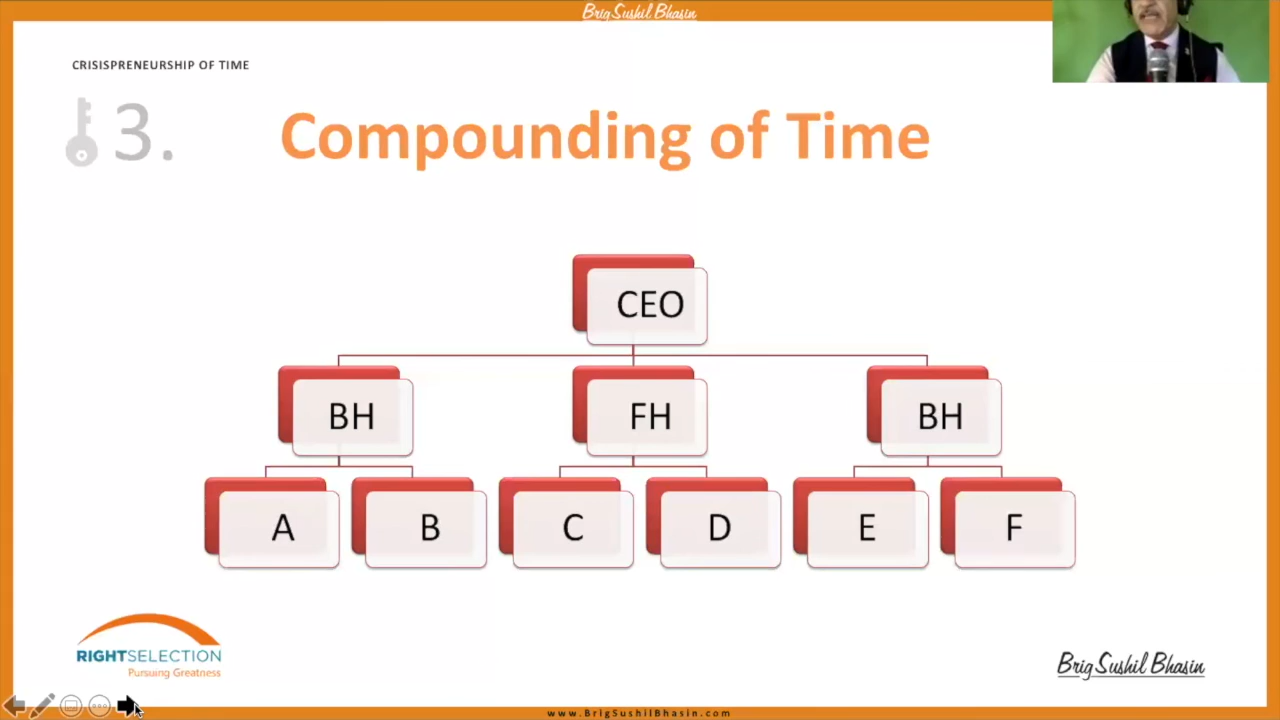 Brig Sushil Bhasin
CRISISPRENEURSHIP OF TIME
3.
Compounding of Time
CEO
BH FH BH
A B C D E F
RIGHTSELECTION
Pursuing Greatness
Brig Sushil Bhasin
www.BrigSushilBhasin.com